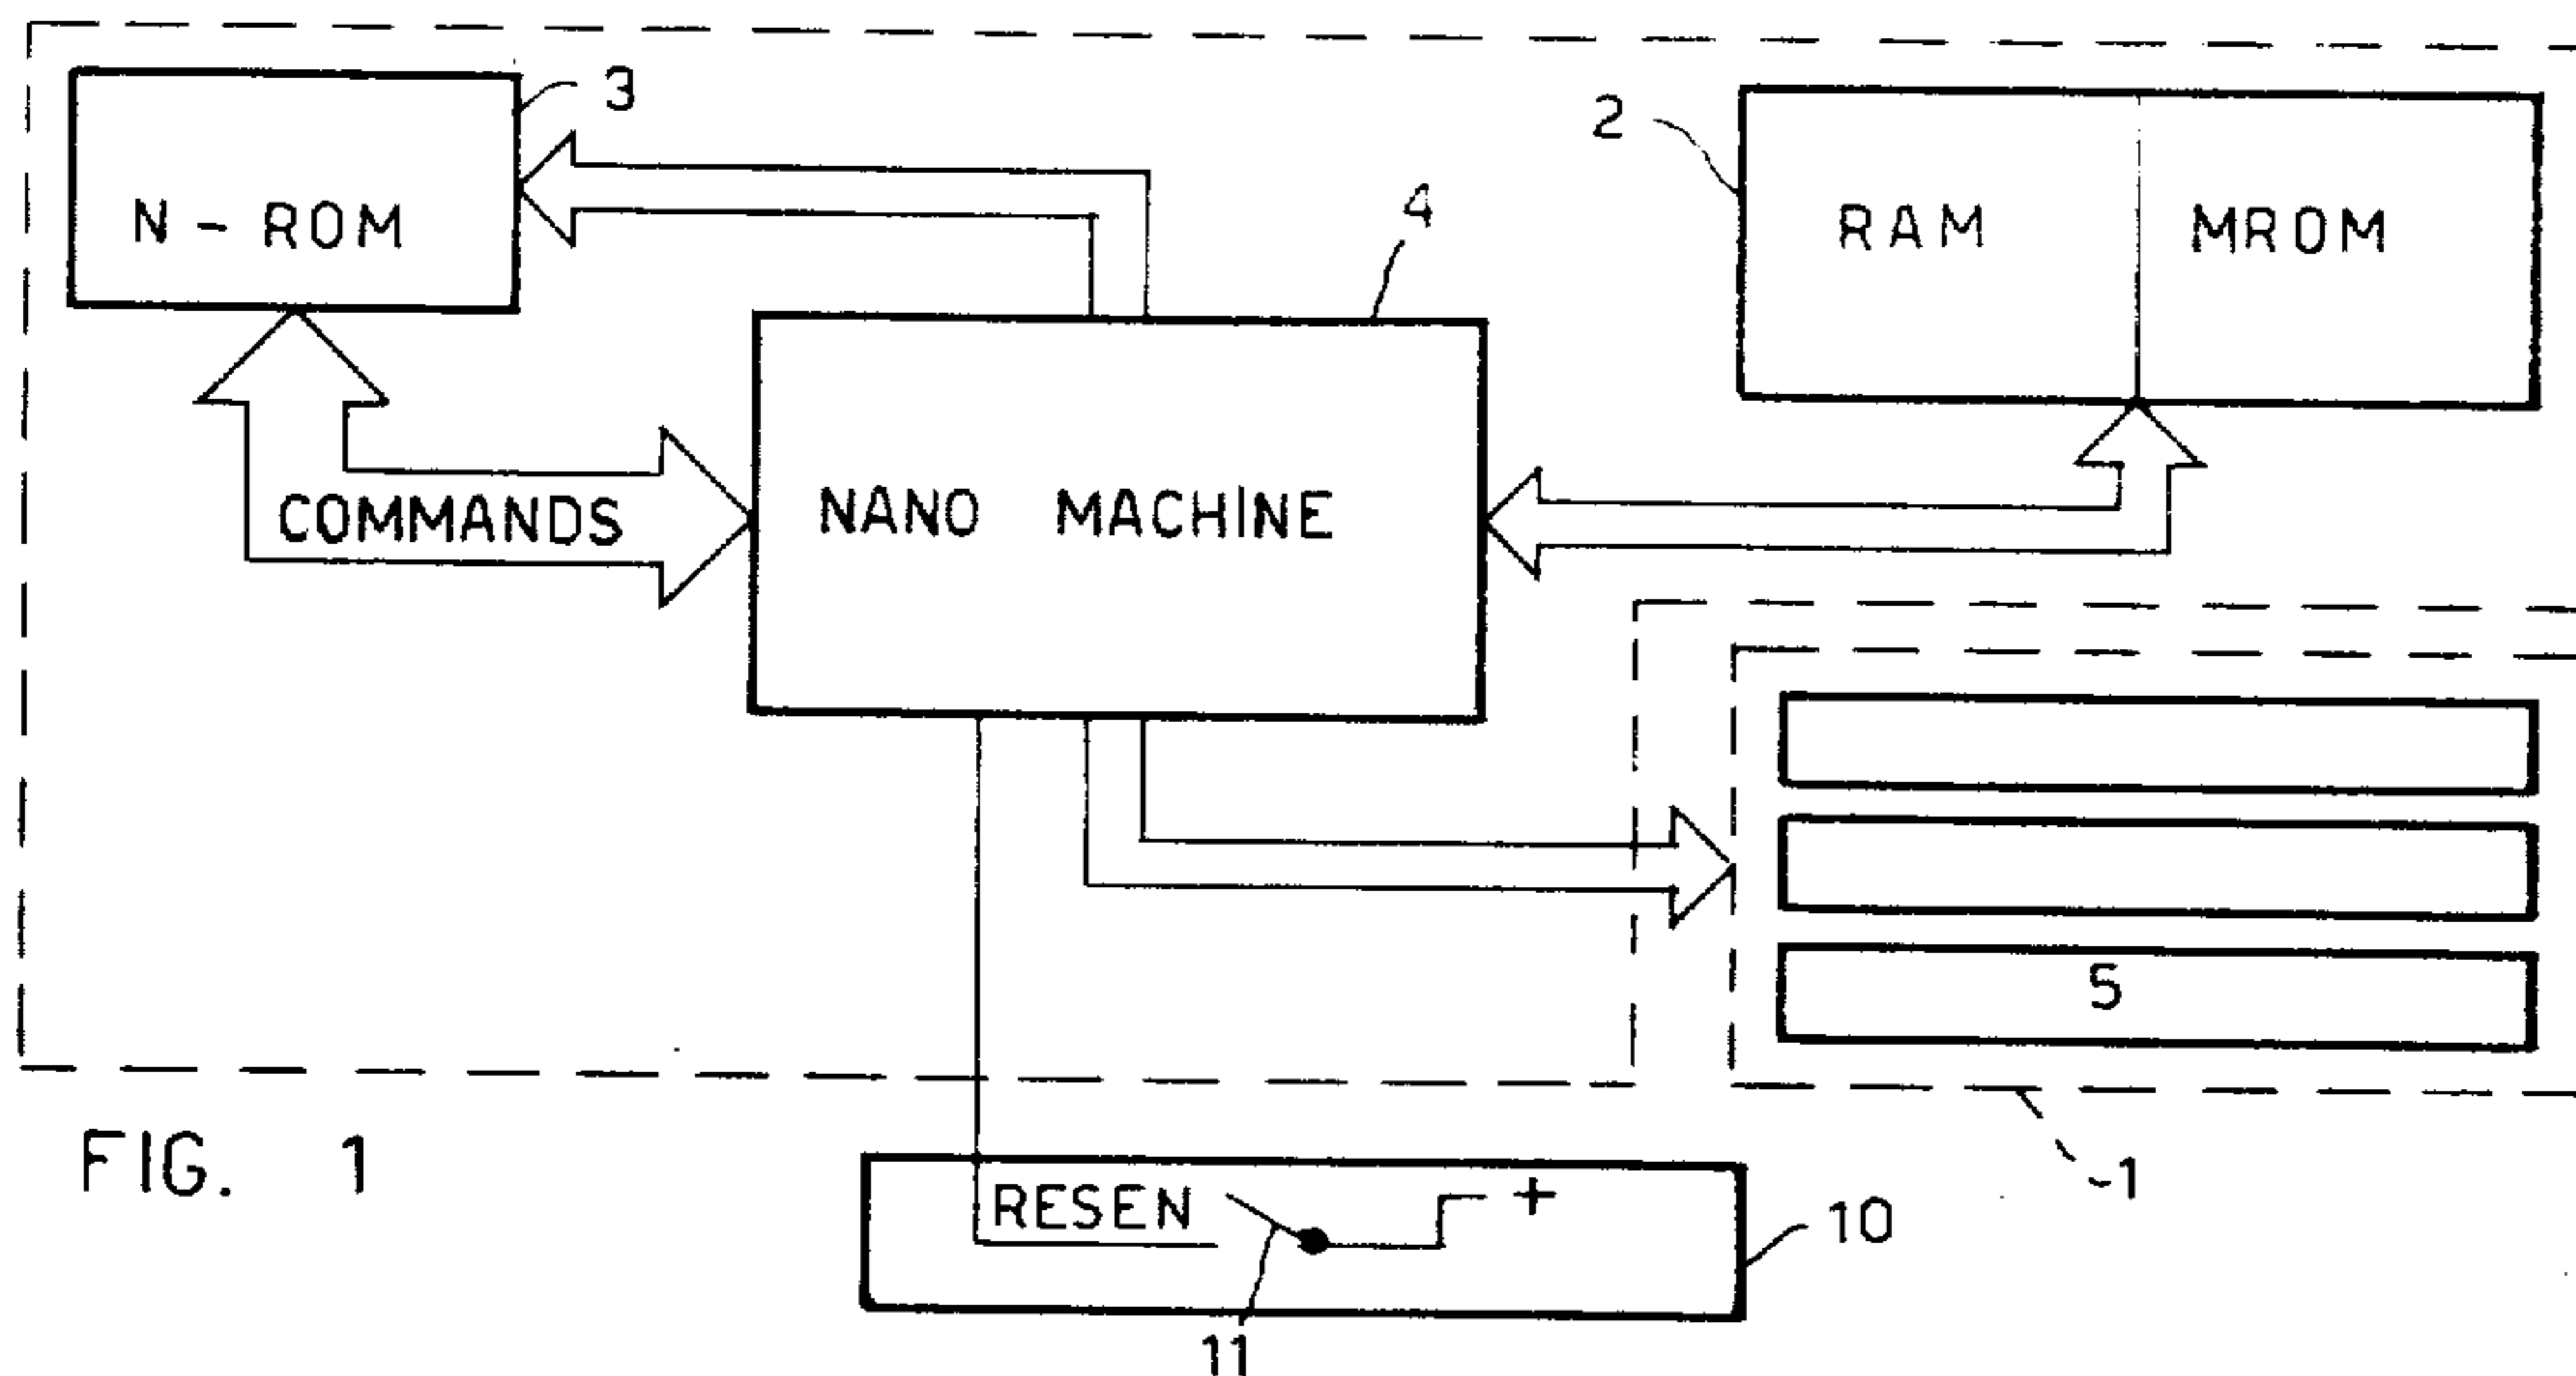 3
2
4
N - ROM
RAM MROM
COMMANDS
NANO MACHINE
5
FIG. 1
1
RESEN +
10
11